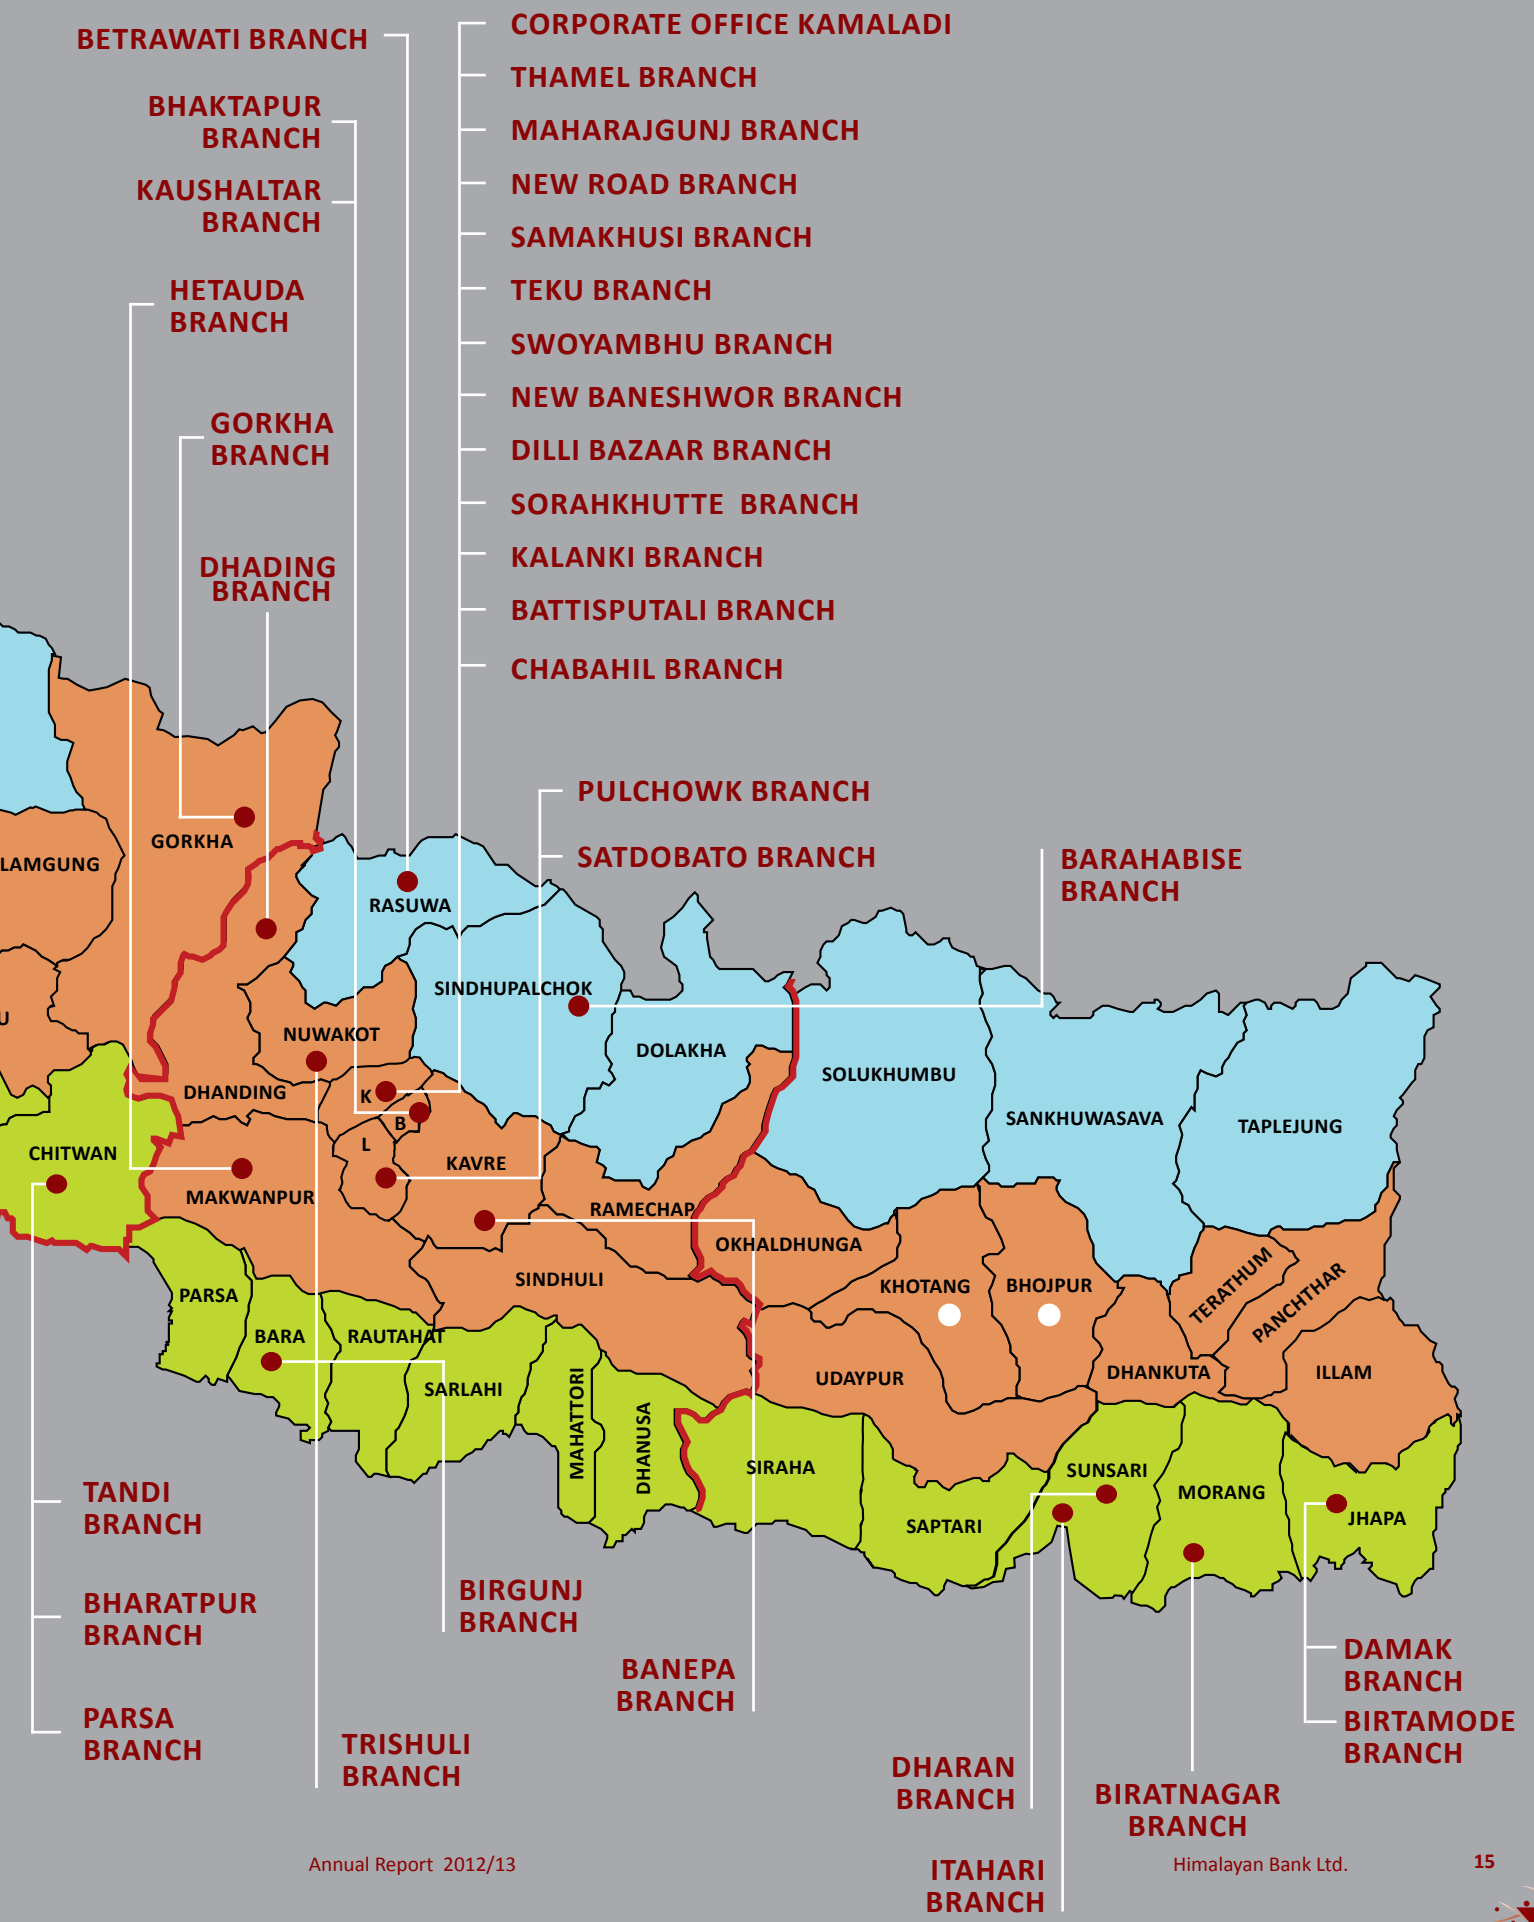 CORPORATE OFFICE KAMALADI
BETRAWATI BRANCH
THAMEL BRANCH
BHAKTAPUR
BRANCH
MAHARAJGUNJ BRANCH
KAUSHALTAR
BRANCH
NEW ROAD BRANCH
SAMAKHUSI BRANCH
HETAUDA
BRANCH
TEKU BRANCH
SWOYAMBHU BRANCH
NEW BANESHWOR BRANCH
GORKHA
BRANCH
DILLI BAZAAR BRANCH
SORAHKHUTTE BRANCH
DHADING
BRANCH
KALANKI BRANCH
BATTISPUTALI BRANCH
CHABAHIL BRANCH
PULCHOWK BRANCH
SATDOBATO BRANCH
BARAHABISE
BRANCH
GORKHA
LAMGUNG
RASUWA
SINDHUPALCHOK
U
NUWAKOT
DOLAKHA
SOLUKHUMBU
DHANDING
K
B
L
SANKHUWASAVA
TAPLEJUNG
CHITWAN
KAVRE
MAKWANPUR
RAMECHAP
OKHALDHUNGA
SINDHULI
KHOTANG
BHOJPUR
TERATHUM
PANCHTHAR
PARSA
BARA
RAUTAHAT
SARLAHI
MAHATTORI
DHANUSA
UDAYPUR
DHANKUTA
ILLAM
SIRAHA
SUNSARI
MORANG
SAPTARI
JHAPA
TANDI
BRANCH
BHARATPUR
BRANCH
PARSA
BRANCH
BIRGUNJ
BRANCH
BANEPA
BRANCH
TRISHULI
BRANCH
DAMAK
BRANCH
BIRTAMODE
BRANCH
DHARAN
BRANCH
BIRATNAGAR
BRANCH
ITAHARI
BRANCH
Annual Report 2012/13
Himalayan Bank Ltd.
15